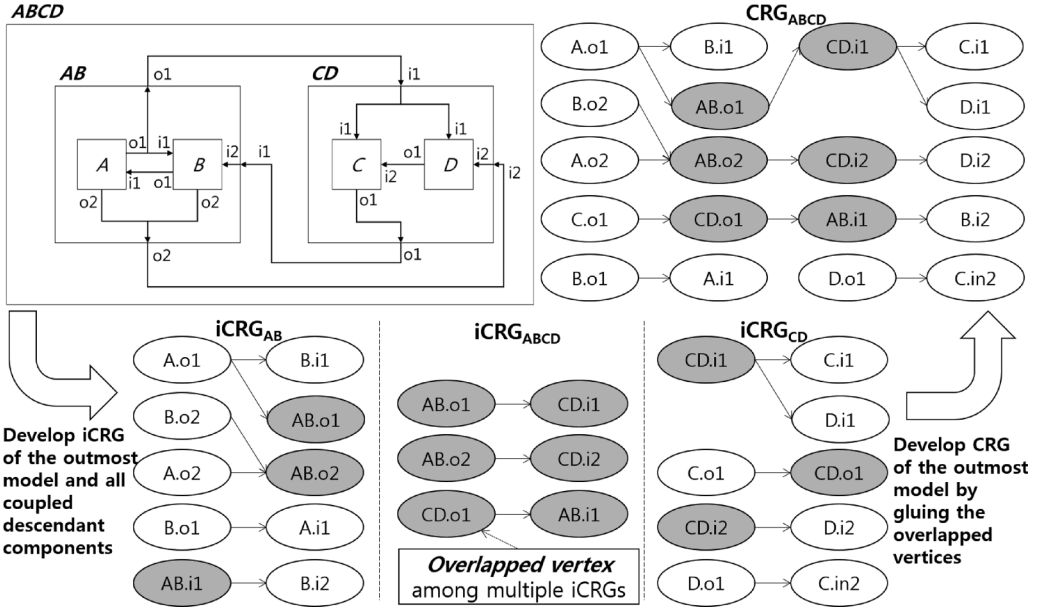 ABCD
AB
o1
CD
i1
A
o1
i1
B
i1
o1
o2
o2
i2
i1
o2
i1
i1
C
o1
i2
D
i2
i2
o1
o1
CRG_ABCD
A.o1
B.i1
CD.i1
C.i1
B.o2
AB.o1
D.i1
A.o2
AB.o2
CD.i2
D.i2
C.o1
CD.o1
AB.i1
B.i2
B.o1
A.i1
D.o1
C.in2
Develop iCRG
of the outmost
model and all
coupled
descendant
components
iCRG_AB
A.o1
B.i1
B.o2
AB.o1
A.o2
AB.o2
B.o1
A.i1
AB.i1
B.i2
iCRG_ABCD
AB.o1
CD.i1
AB.o2
CD.i2
CD.o1
AB.i1
Overlapped vertex
among multiple iCRGs
iCRG_CD
CD.i1
C.i1
D.i1
C.o1
CD.o1
CD.i2
D.i2
D.o1
C.in2
Develop CRG
of the outmost
model by
gluing the
overlapped
vertices